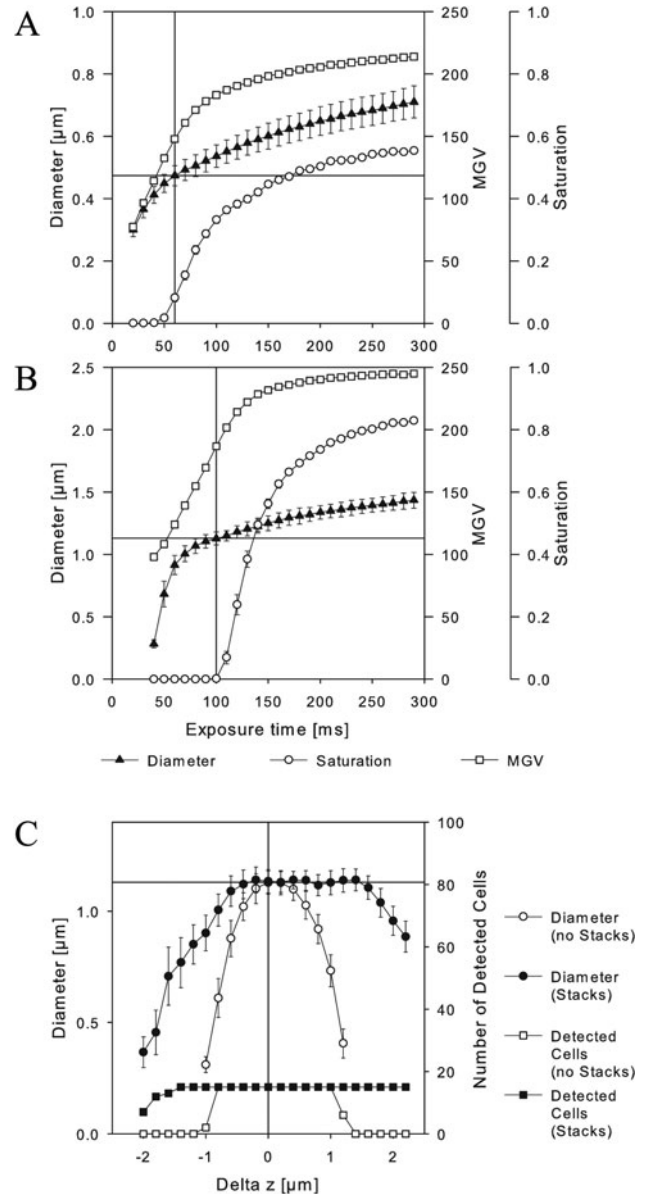 A
Diameter [µm]
1.0
0.8
0.6
0.4
0.2
0.0
MGV
250
200
150
100
50
0
Saturation
1.0
0.8
0.6
0.4
0.2
0.0
0 50 100 150 200 250 300
B
Diameter [µm]
2.5
2.0
1.5
1.0
0.5
0.0
MGV
250
200
150
100
50
0
Saturation
1.0
0.8
0.6
0.4
0.2
0.0
0 50 100 150 200 250 300
Exposure time [ms]
Diameter Saturation MGV
C
Diameter [µm]
1.0
0.5
0.0
Number of Detected Cells
100
80
60
40
20
0
-2 -1 0 1 2
Delta z [µm]
Diameter
(no Stacks)
Diameter
(Stacks)
Detected
Cells
(no Stacks)
Detected
Cells
(Stacks)